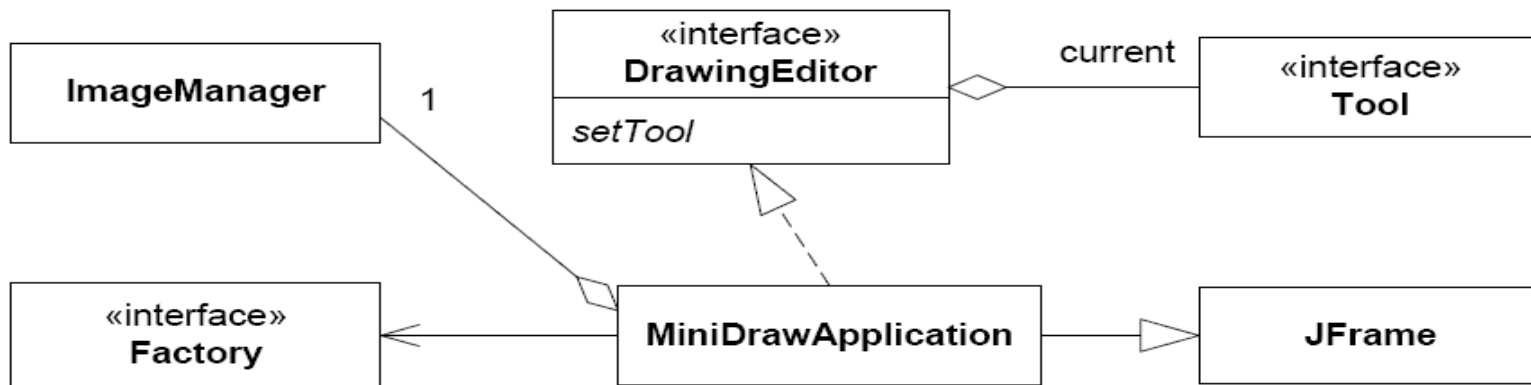 «interface»
DrawingEditor
setTool
ImageManager
1
current
«interface»
Tool
«interface»
Factory
MiniDrawApplication
JFrame